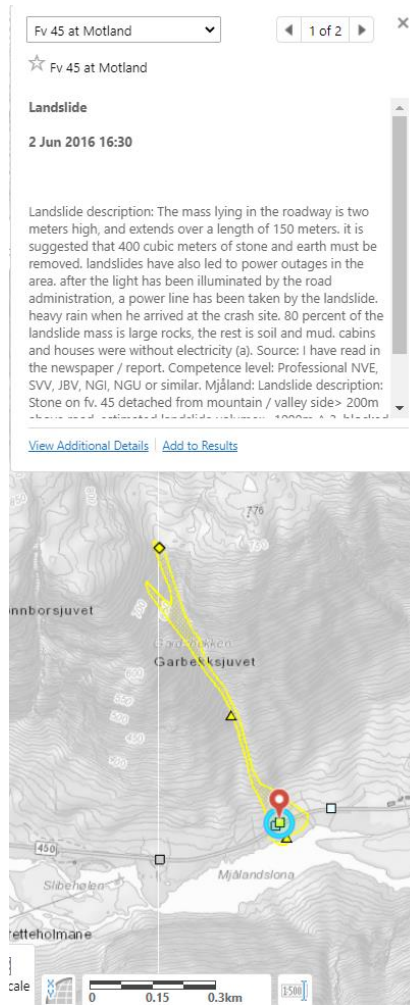 Fv 45 at Motland
1 of 2
Fv 45 at Motland
Landslide
2 Jun 2016 16:30
Landslide description: The mass lying in the roadway is two
meters high, and extends over a length of 150 meters. it is
suggested that 400 cubic meters of stone and earth must be
removed. landslides have also led to power outages in the
area. after the light has been illuminated by the road
administration, a power line has been taken by the landslide.
heavy rain when he arrived at the crash site. 80 percent of the
landslide mass is large rocks, the rest is soil and mud. cabins
and houses were without electricity (a). Source: I have read in
the newspaper / report. Competence level: Professional NVE,
SVV, JBV, NGI, NGU or similar. Mjåland: Landslide description:
Stone on fv. 45 detached from mountain / valley side> 200m
View Additional Details Add to Results
776
nnborsjuvet
Garbekksjuvet
450
Mjålandslona
Slibehølen
etteholmane
cale
0 0.15 0.3km